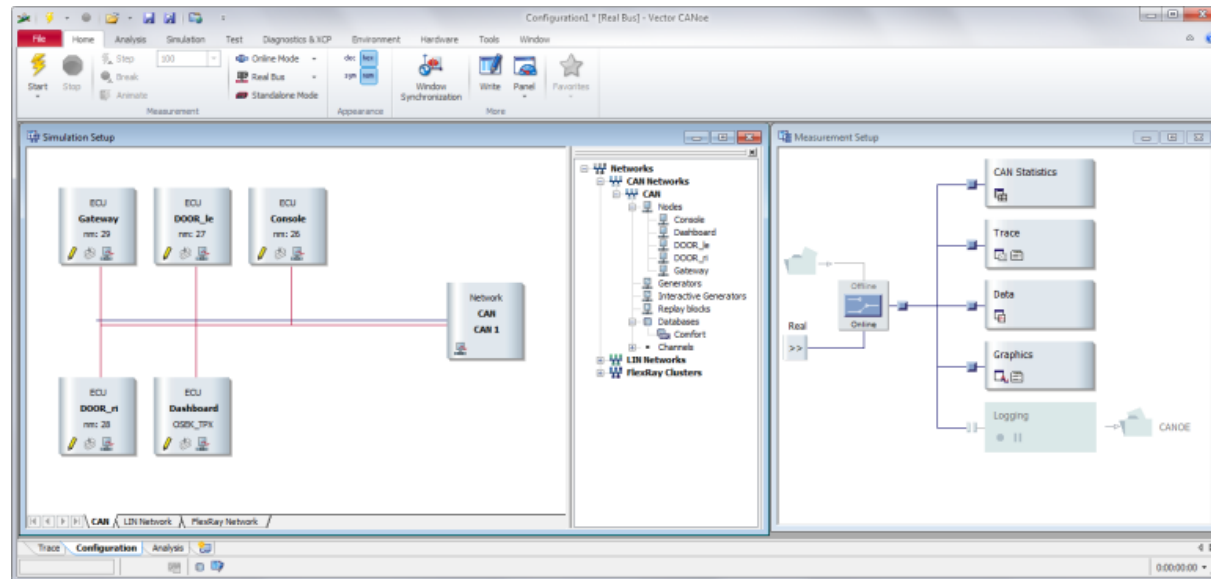 Configuration1 * [Real Bus] - Vector CANoe
File Home Analysis Simulation Test Diagnostics & XCP Environment Hardware Tools Window
Start
Stop
Step 100
Break
Animate
Online Mode
Real Bus
Standalone Mode
Measurement
dec hex
sym num
Appearance
Window
Synchronization
Write
Panel
More
Favorites
Simulation Setup
ECU
Gateway
nm: 29
ECU
DOOR_le
nm: 27
ECU
Console
nm: 26
Network
CAN
CAN 1
ECU
DOOR_ri
nm: 28
ECU
Dashboard
OSEK_TPX
CAN LIN Network FlexRay Network
Networks
CAN Networks
CAN
Nodes
Console
Dashboard
DOOR_le
DOOR_ri
Gateway
Generators
Interactive Generators
Replay blocks
Databases
Comfort
Channels
LIN Networks
FlexRay Clusters
Measurement Setup
Offline
Online
Real
>>
CAN Statistics
Trace
Data
Graphics
Logging
CANOE
Trace Configuration Analysis
0:00:00:00